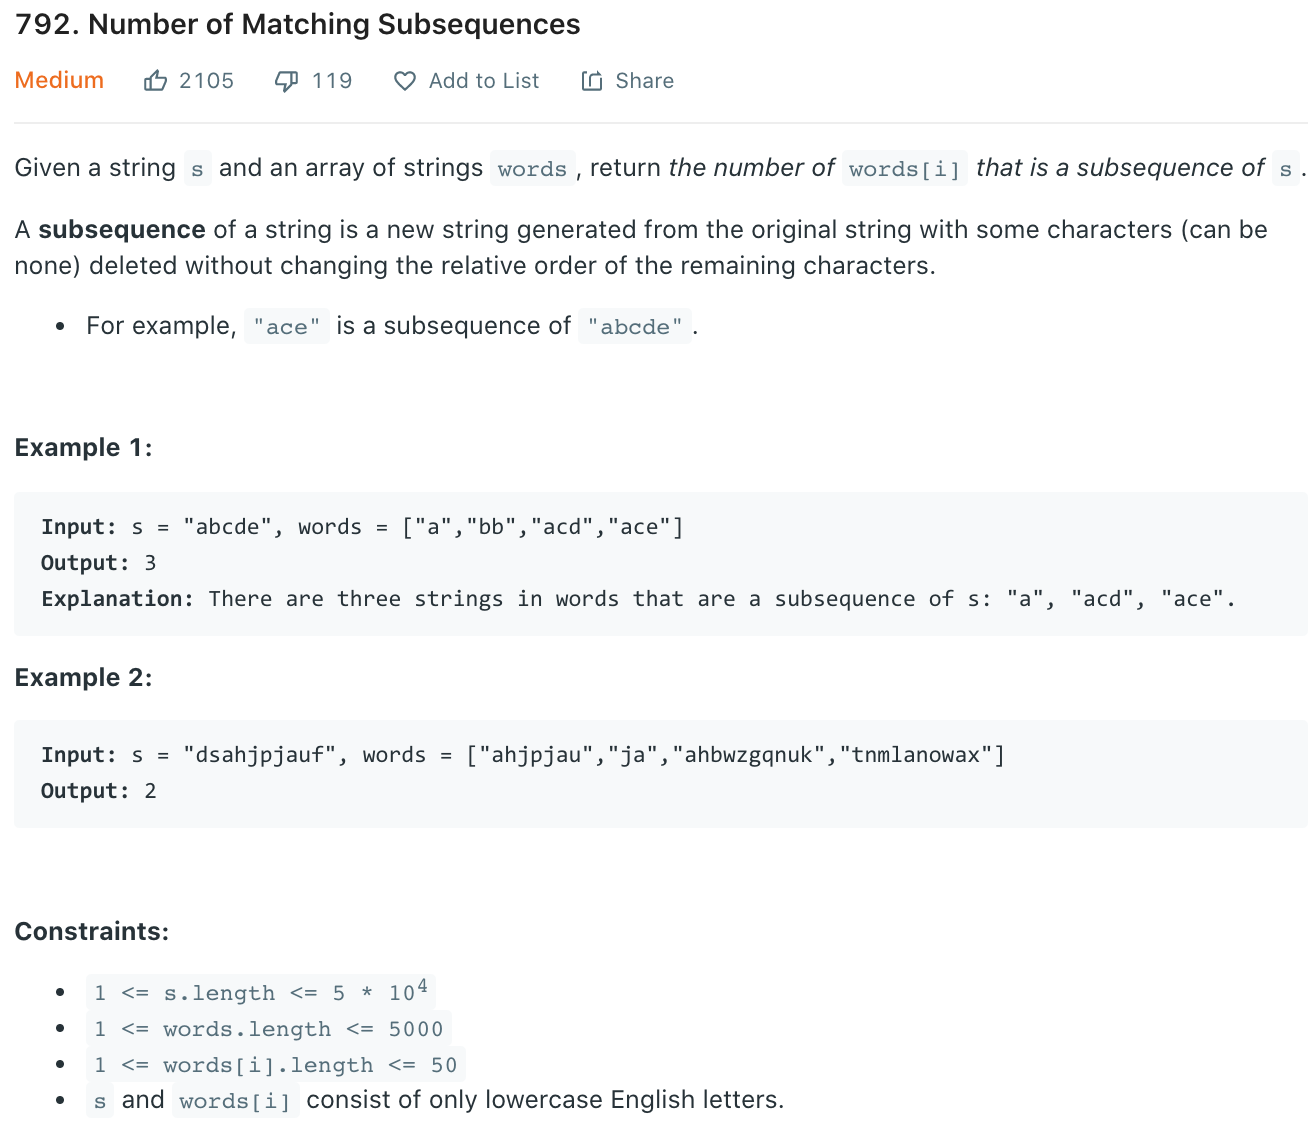 792. Number of Matching Subsequences
Medium 2105 119 Add to List Share
Given a string s and an array of strings words , return the number of words[i] that is a subsequence of s .
A subsequence of a string is a new string generated from the original string with some characters (can be
none) deleted without changing the relative order of the remaining characters.
• For example, "ace" is a subsequence of "abcde" .
Example 1:
Input: s = "abcde", words = ["a","bb","acd","ace"]
Output: 3
Explanation: There are three strings in words that are a subsequence of s: "a", "acd", "ace".
Example 2:
Input: s = "dsahjpjauf", words = ["ahjpjau","ja","ahbwzgqnuk","tnmlanowax"]
Output: 2
Constraints:
• 1 <= s.length <= 5 * 10⁴
• 1 <= words.length <= 5000
• 1 <= words[i].length <= 50
• s and words[i] consist of only lowercase English letters.